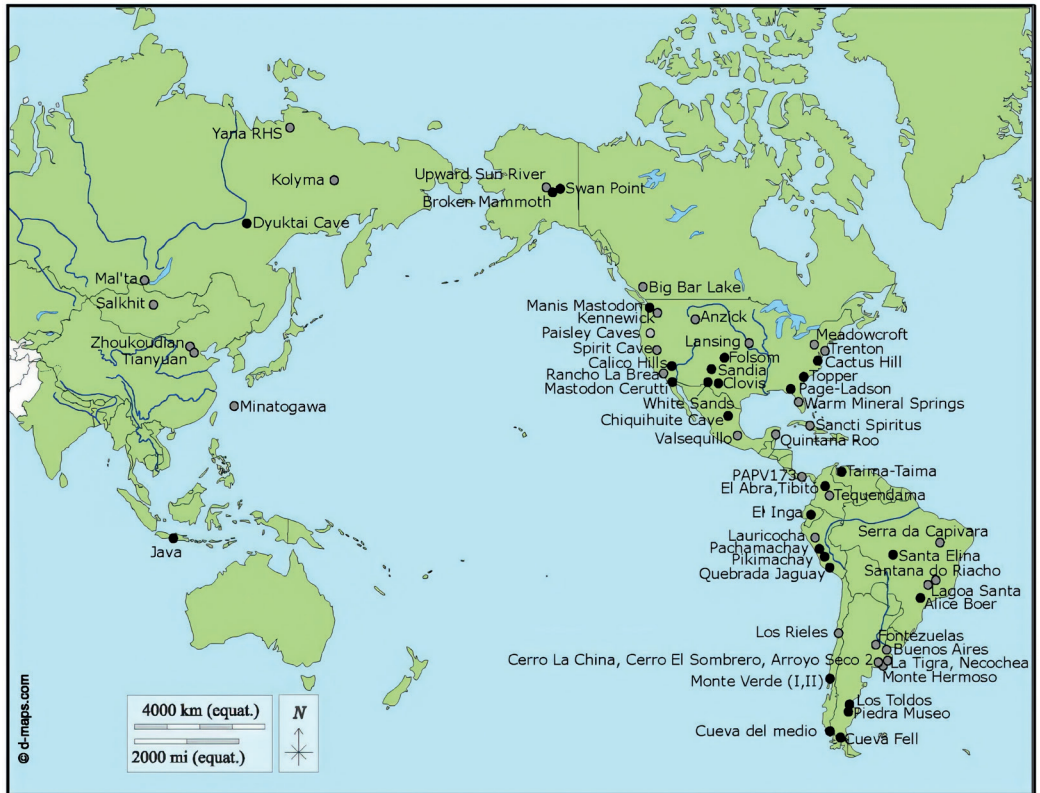 Yana RHS
Kolyma
Upward Sun River
Swan Point
Broken Mammoth
Dyuktai Cave
Mal'ta
Salkhit
Big Bar Lake
Manis Mastodon
Kennewick
Anzick
Paisley Caves
Meadowcroft
Lansing
Trenton
Zhoukoudian
Tianyuan
Spirit Cave
Folsom
Cactus Hill
Calico Hills
Sandia
Rancho La Brea
Topper
Mastodon Cerutti
Clovis
Page-Ladson
White Sands
Warm Mineral Springs
Minatogawa
Chiquihuite Cave
Sancti Spiritus
Valsequillo
Quintana Roo
PAPV173
Taima-Taima
El Abra,Tibito
Tequendama
El Inga
Serra da Capivara
Lauricocha
Java
Pachamachay
Santa Elina
Pikimachay
Quebrada Jaguay
Santana do Riacho
Lagoa Santa
Alice Boer
Los Rieles
Fontezuelas
Buenos Aires
Cerro La China, Cerro El Sombrero, Arroyo Seco 2
La Tigra, Necochea
Monte Hermoso
Monte Verde (I,II)
Los Toldos
Piedra Museo
Cueva del medio
Cueva Fell
4000 km (equat.)
2000 mi (equat.)
N
© d-maps.com